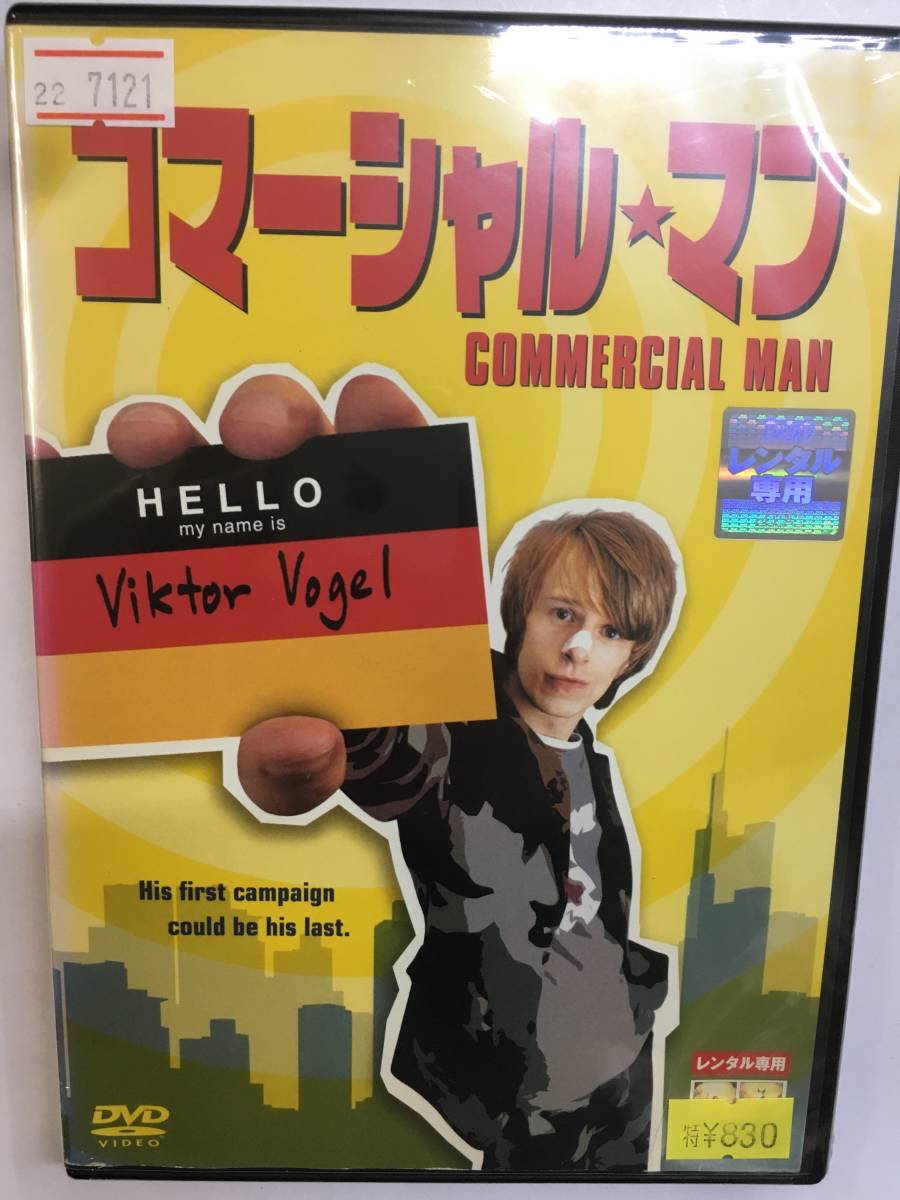 22 7121
コマーシャル★マン
COMMERCIAL MAN
レンタル
専用
HELLO
my name is
Viktor Vogel
His first campaign
could be his last.
レンタル専用
DVD
VIDEO
特¥830